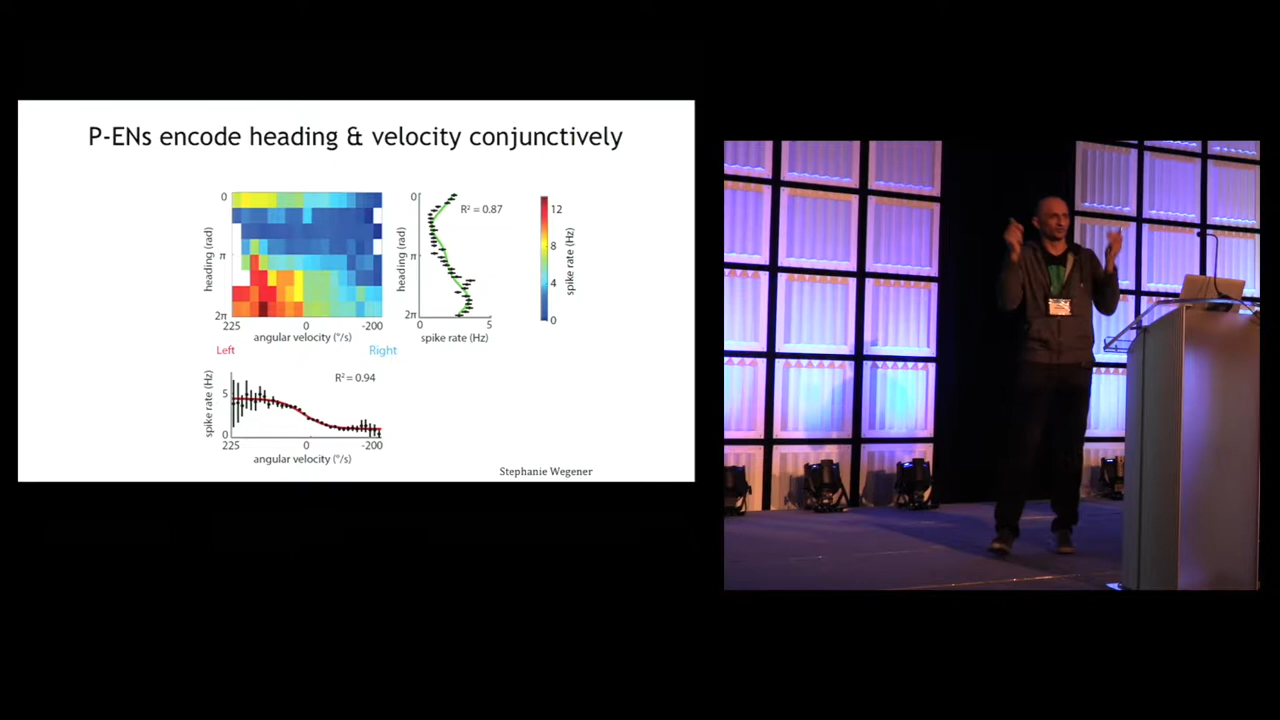 P-ENs encode heading & velocity conjunctively
0
π
2π
heading (rad)
225
0
-200
angular velocity (°/s)
Left
Right
0
π
2π
heading (rad)
R² = 0.87
0
5
spike rate (Hz)
12
8
4
0
spike rate (Hz)
R² = 0.94
5
0
spike rate (Hz)
225
0
-200
angular velocity (°/s)
Stephanie Wegener